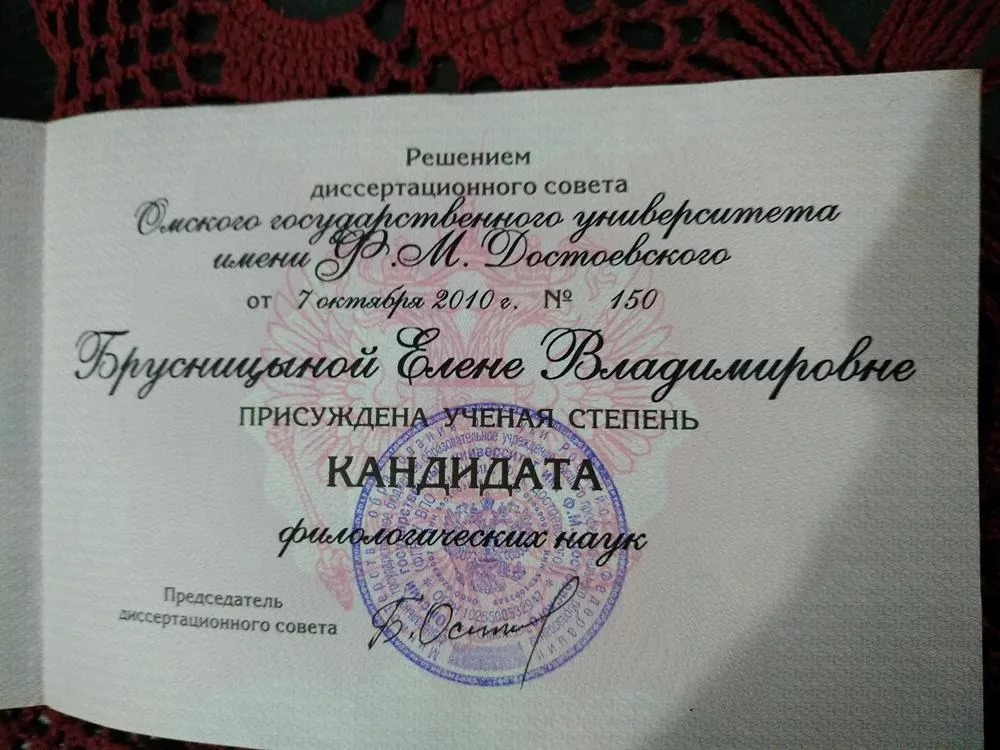 Решением
диссертационного совета
Омского государственного университета
имени Ф.М. Достоевского
от 7 октября 2010 г. № 150
Брусницыной Елене Владимировне
ПРИСУЖДЕНА УЧЕНАЯ СТЕПЕНЬ
КАНДИДАТА
филологических наук
Председатель
диссертационного совета